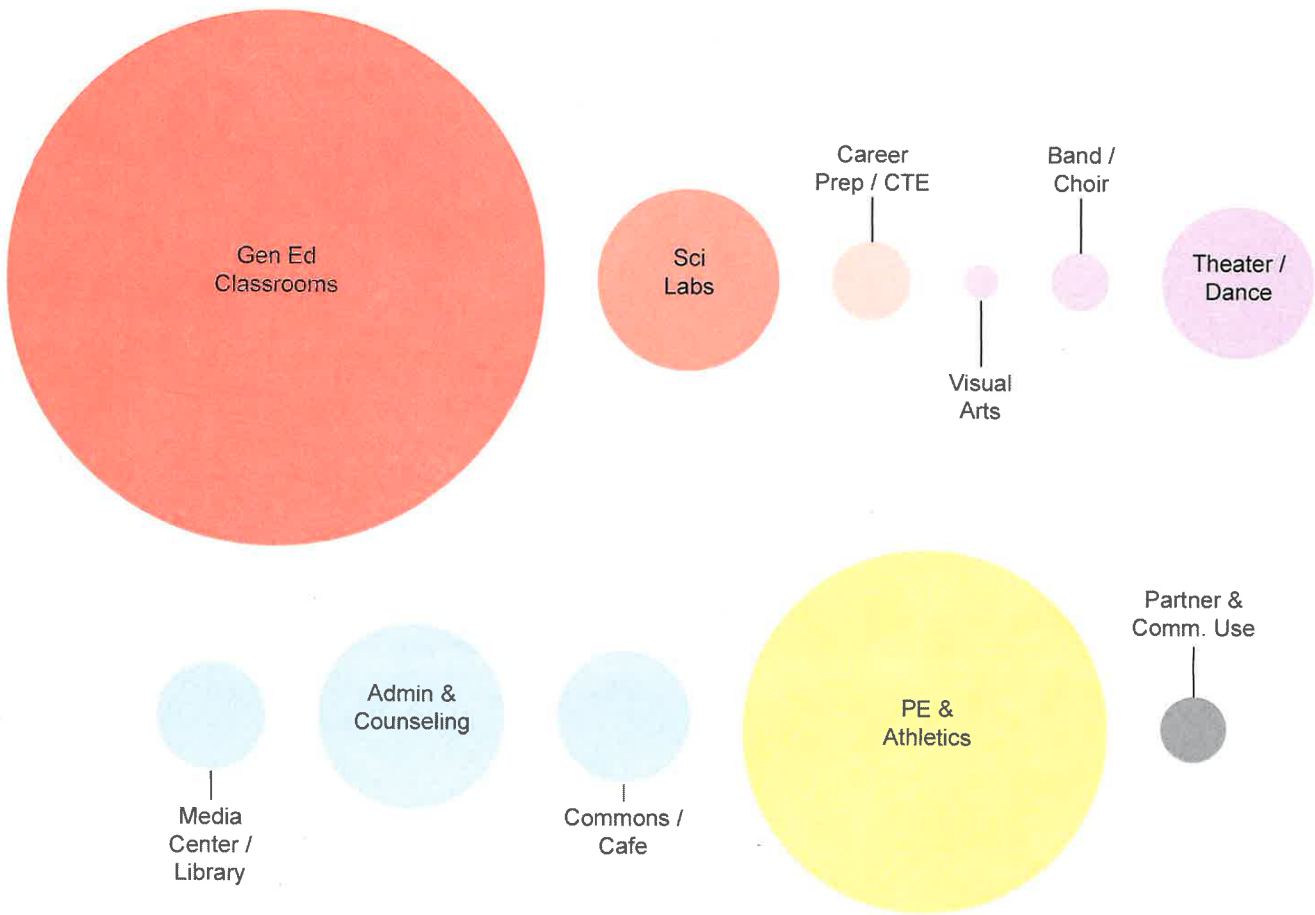 Career
Prep / CTE
Band /
Choir
Gen Ed
Classrooms
Sci
Labs
Theater /
Dance
Visual
Arts
Partner &
Comm. Use
Admin &
Counseling
PE &
Athletics
Media
Center /
Library
Commons /
Cafe